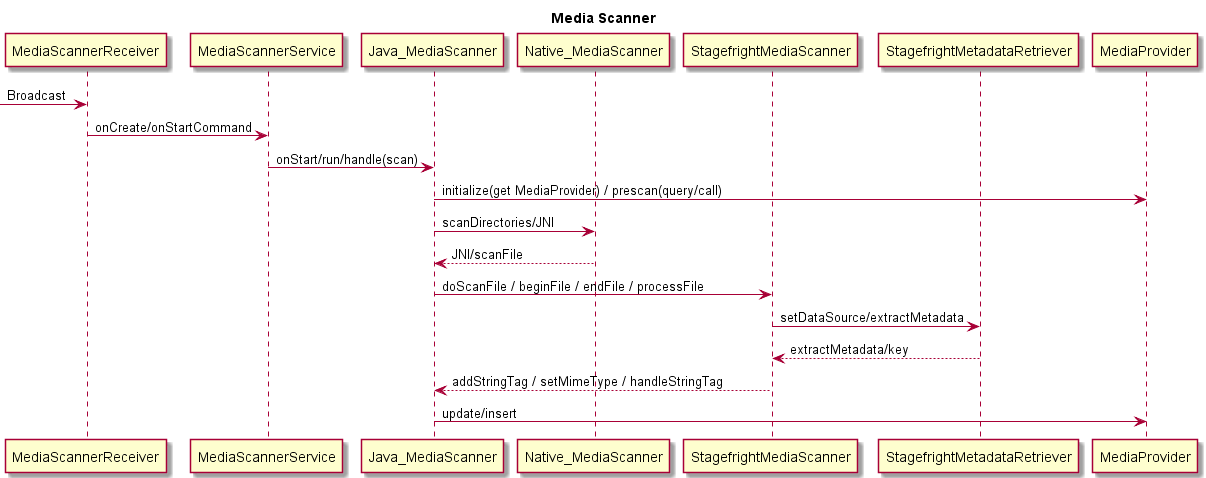 Media Scanner
MediaScannerReceiver
MediaScannerService
Java_MediaScanner
Native_MediaScanner
StagefrightMediaScanner
StagefrightMetadataRetriever
MediaProvider
Broadcast
onCreate/onStartCommand
onStart/run/handle(scan)
initialize(get MediaProvider) / prescan(query/call)
scanDirectories/JNI
JNI/scanFile
doScanFile / beginFile / endFile / processFile
setDataSource/extractMetadata
extractMetadata/key
addStringTag / setMimeType / handleStringTag
update/insert
MediaScannerReceiver
MediaScannerService
Java_MediaScanner
Native_MediaScanner
StagefrightMediaScanner
StagefrightMetadataRetriever
MediaProvider